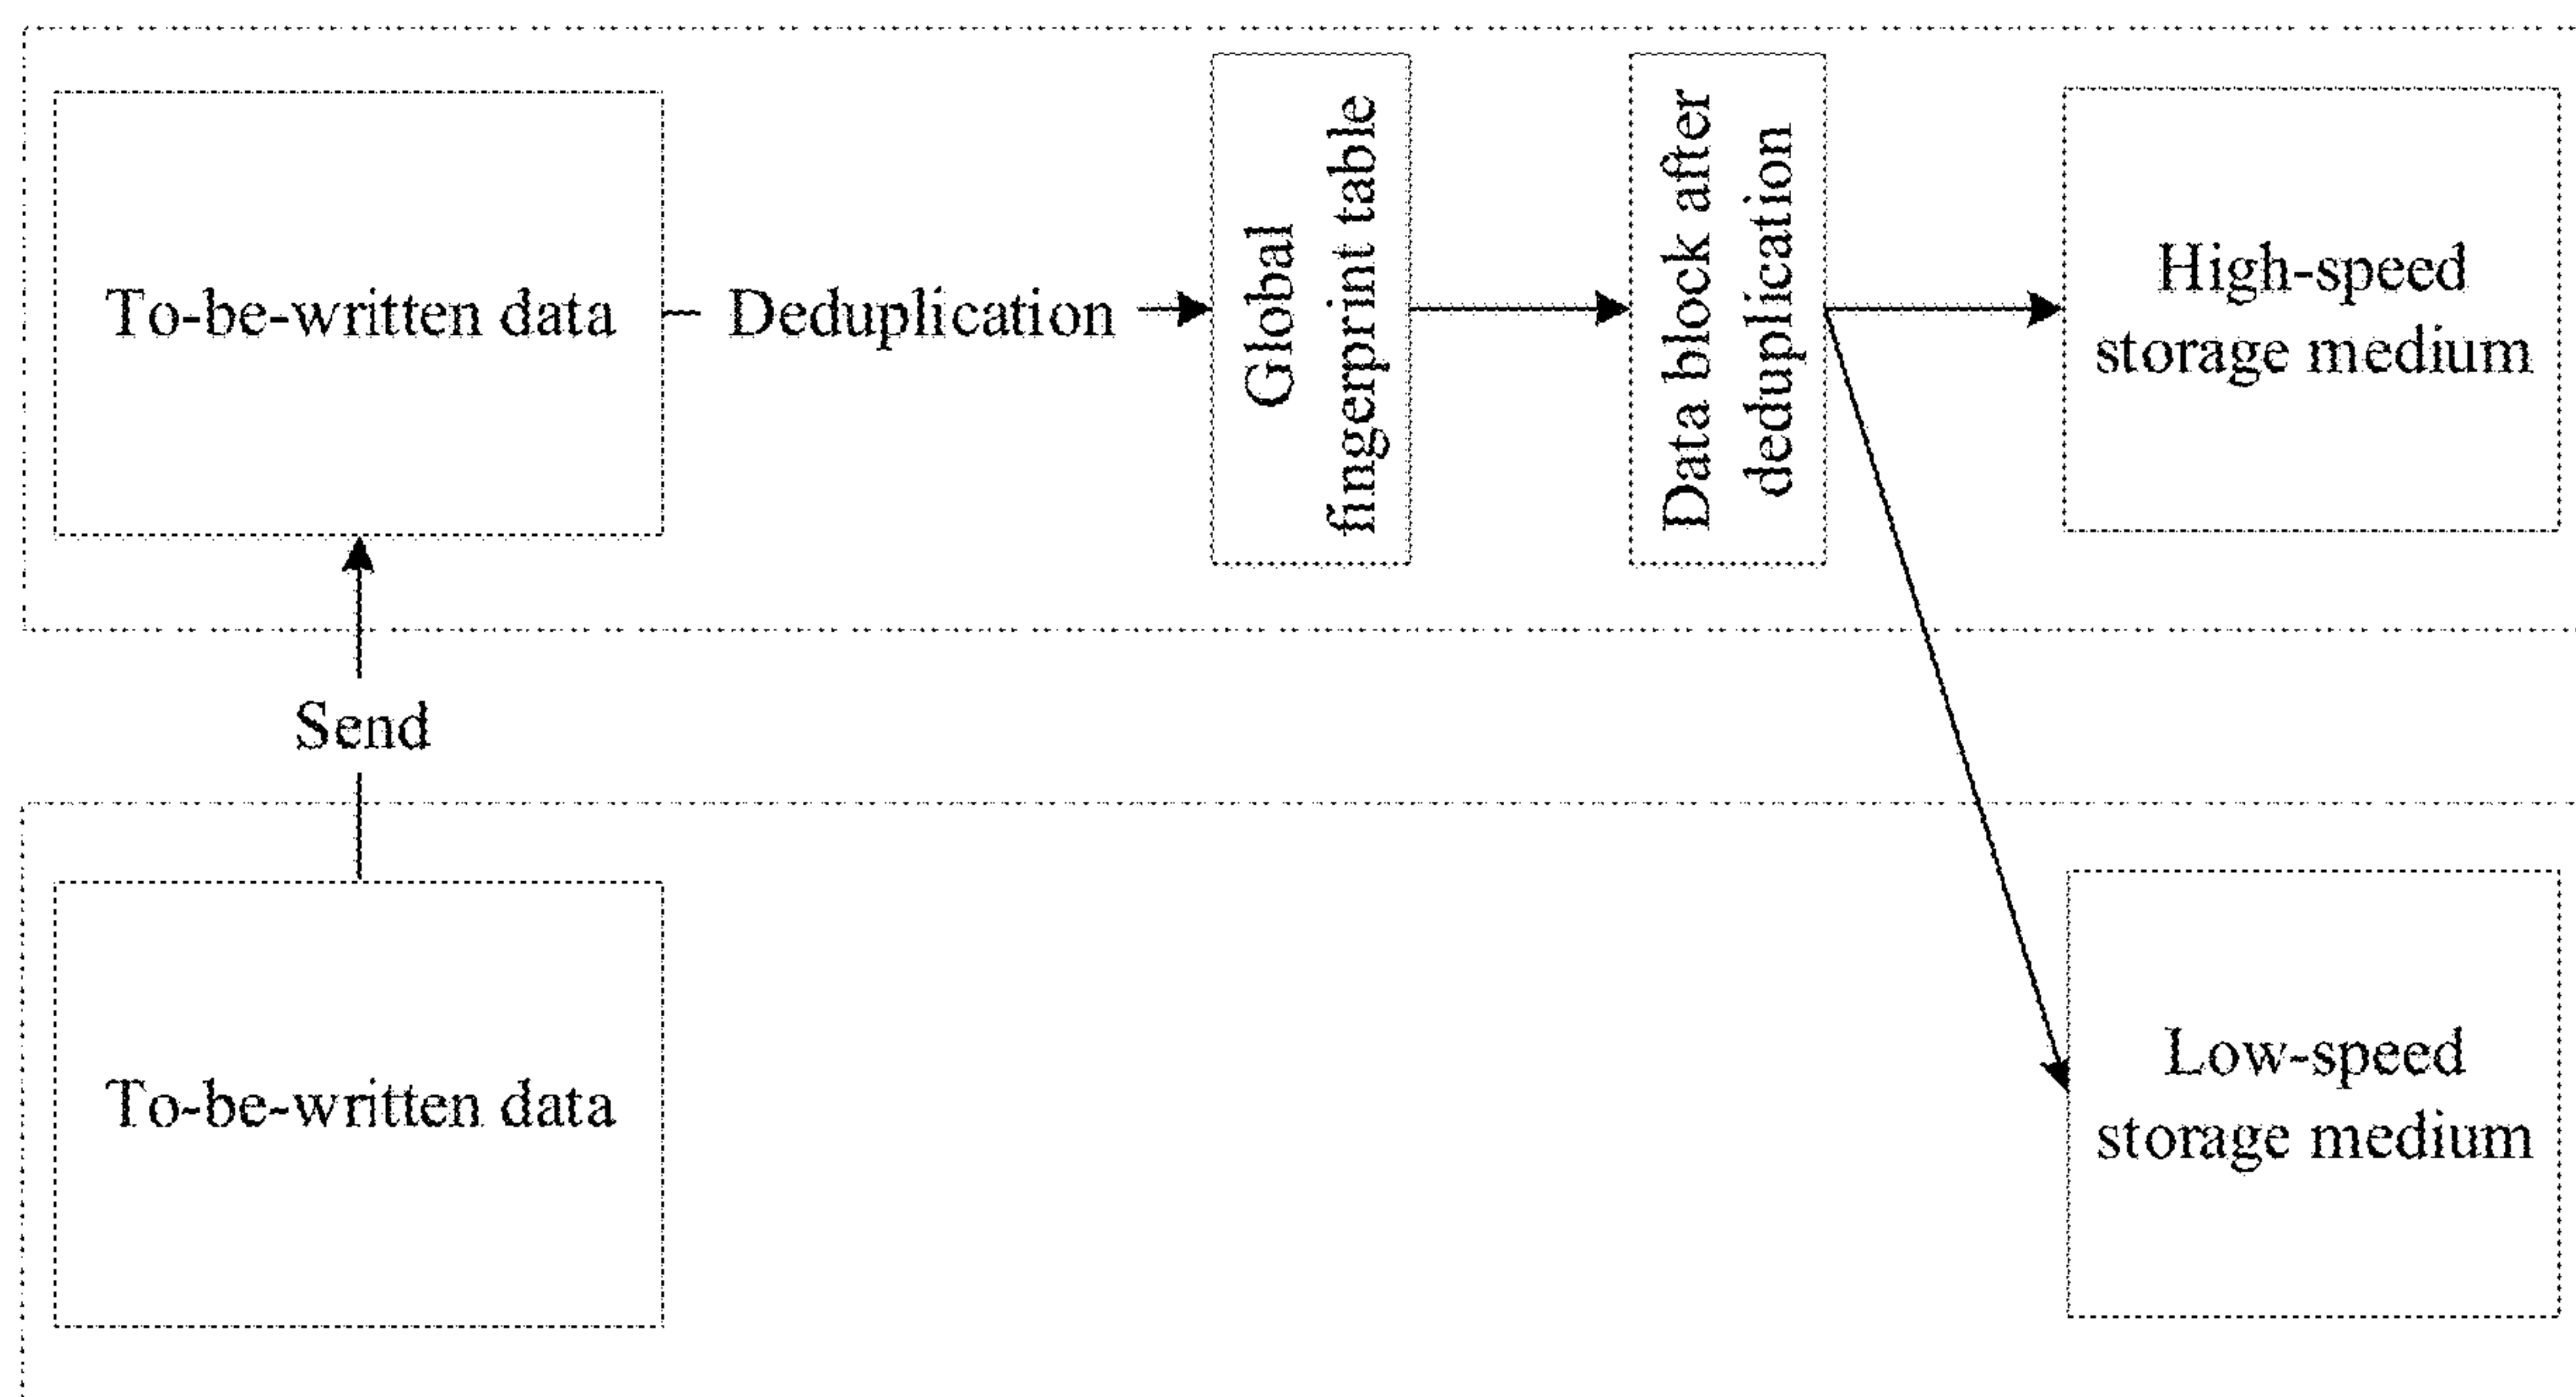 To-be-written data
Deduplication
Global
fingerprint table
Data block after
deduplication
High-speed
storage medium
Send
To-be-written data
Low-speed
storage medium